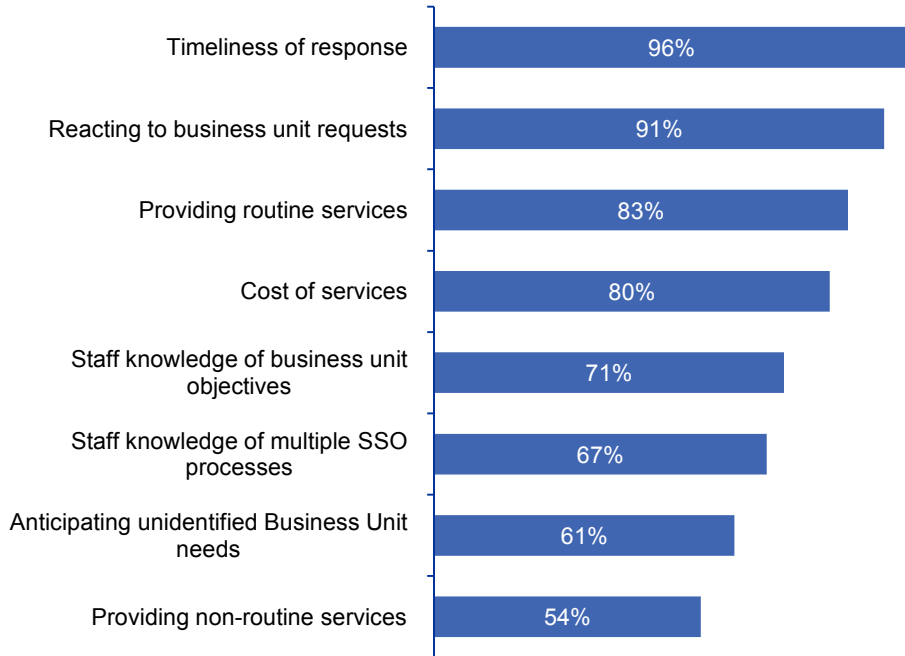 Timeliness of response
96%
Reacting to business unit requests
91%
Providing routine services
83%
Cost of services
80%
Staff knowledge of business unit
objectives
71%
Staff knowledge of multiple SSO
processes
67%
Anticipating unidentified Business Unit
needs
61%
Providing non-routine services
54%